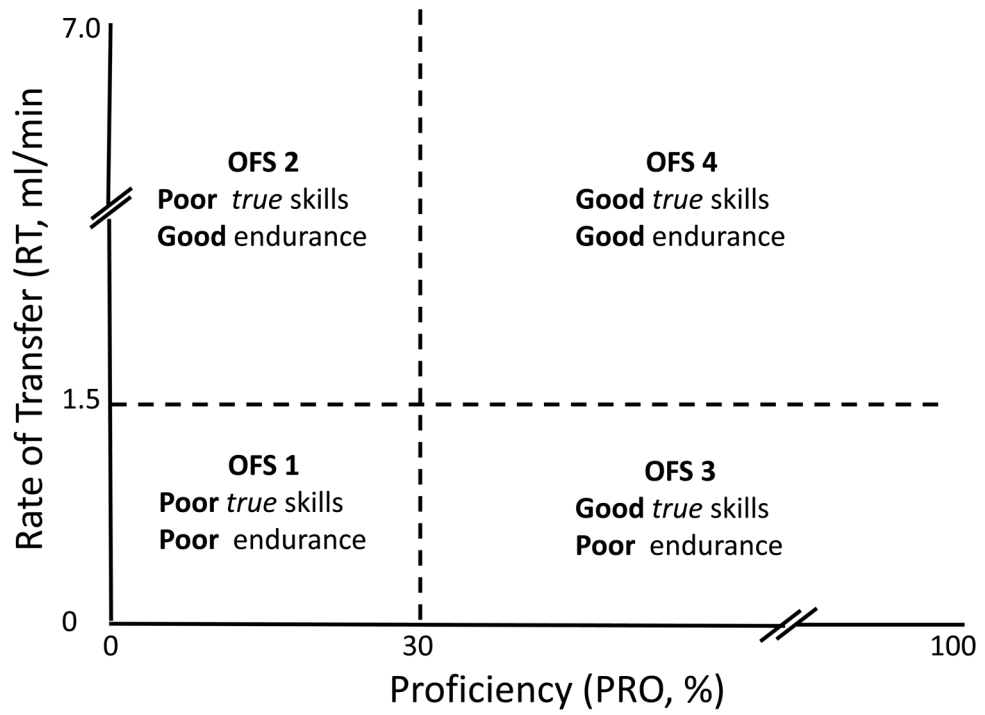 7.0
Rate of Transfer (RT, ml/min
OFS 2
Poor true skills
Good endurance
OFS 4
Good true skills
Good endurance
1.5
OFS 1
Poor true skills
Poor endurance
OFS 3
Good true skills
Poor endurance
0
0
30
100
Proficiency (PRO, %)